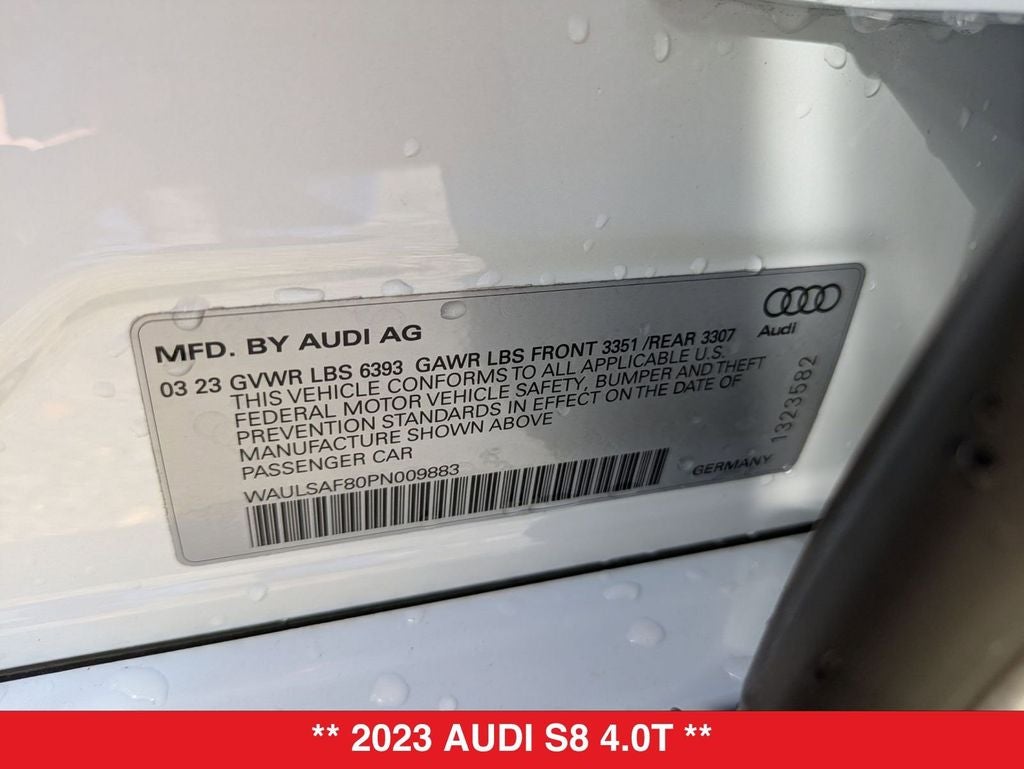 MFD. BY AUDI AG
Audi
03 23 GVWR LBS 6393 GAWR LBS FRONT 3351 /REAR 3307
THIS VEHICLE CONFORMS TO ALL APPLICABLE U.S.
FEDERAL MOTOR VEHICLE SAFETY, BUMPER AND THEFT
PREVENTION STANDARDS IN EFFECT ON THE DATE OF
MANUFACTURE SHOWN ABOVE
PASSENGER CAR
WAULSAF80PN009883
GERMANY
1323582
** 2023 AUDI S8 4.0T **